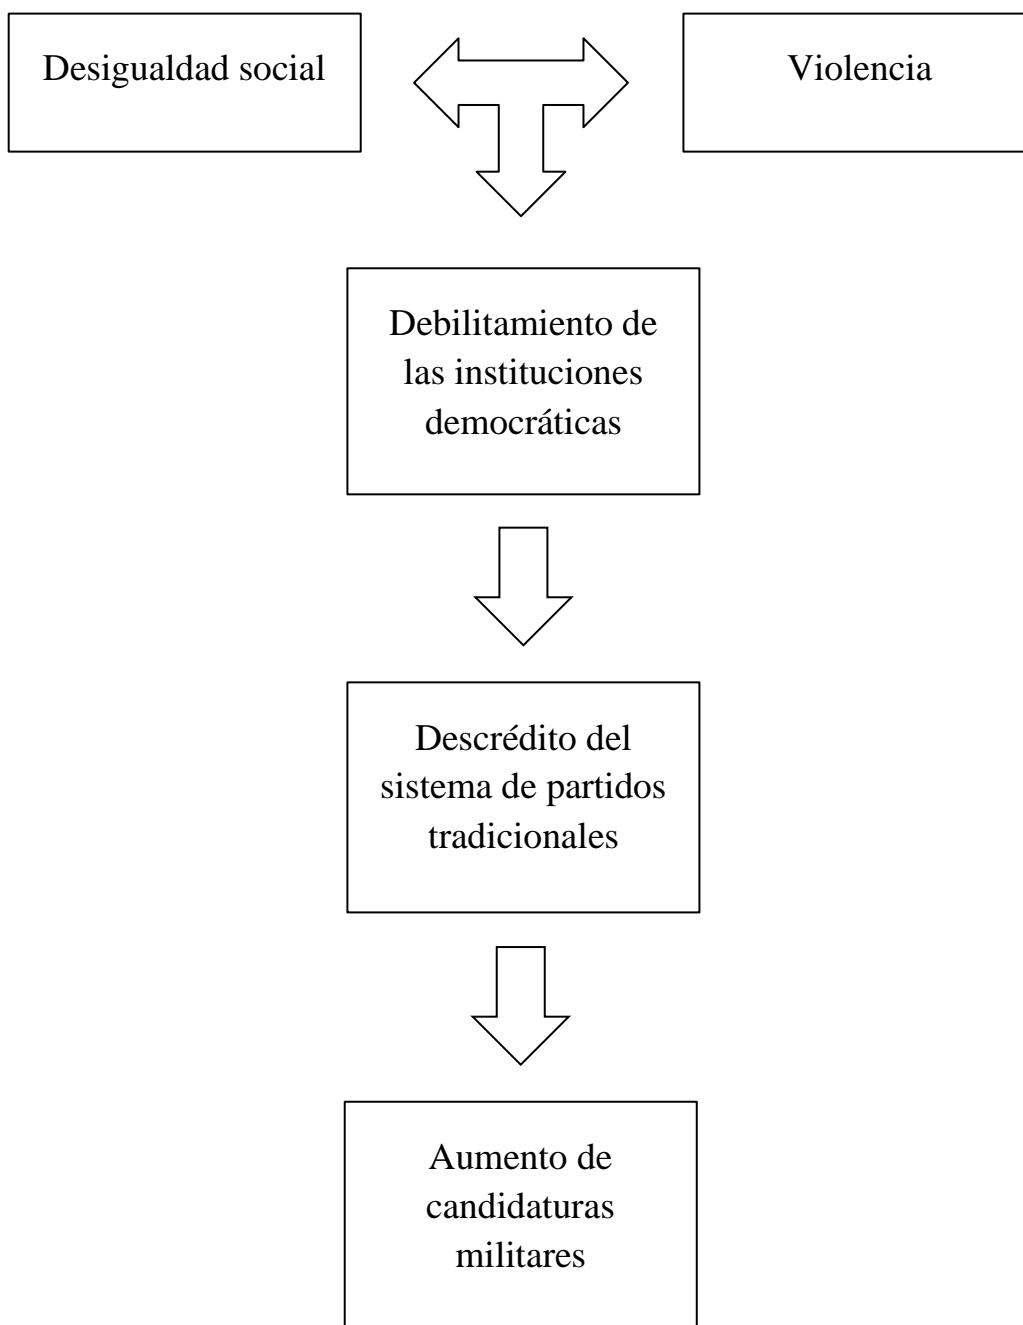 Desigualdad social
Violencia
Debilitamiento de
las instituciones
democráticas
Descrédito del
sistema de partidos
tradicionales
Aumento de
candidaturas
militares